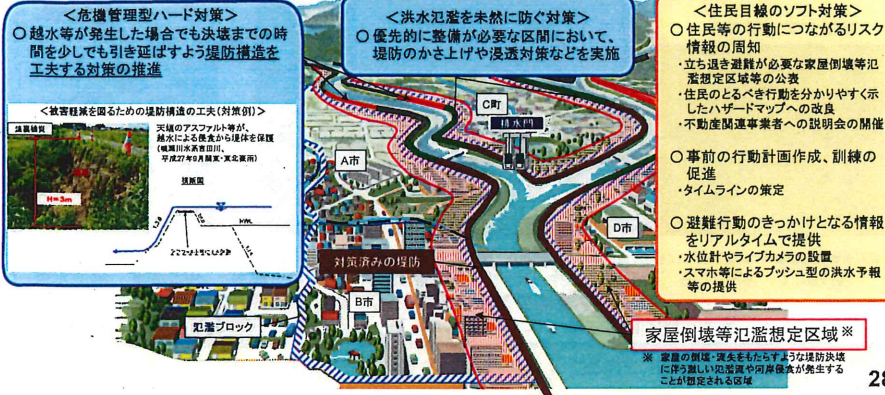 <危機管理型ハード対策>
○越水等が発生した場合でも決壊までの時
間を少しでも引き延ばすよう堤防構造を
工夫する対策の推進
<被害軽減を図るための堤防構造の工夫(対策例)>
天端のアスファルト等が、
越水による侵食から堤体を保護
(鳴瀬川水系吉田川、
平成27年9月関東・東北豪雨)
横断図
H=3m
<洪水氾濫を未然に防ぐ対策>
○優先的に整備が必要な区間において、
堤防のかさ上げや浸透対策などを実施
C町
排水門
A市
D市
対策済みの堤防
B市
氾濫ブロック
<住民目線のソフト対策>
○住民等の行動につながるリスク
情報の周知
・立ち退き避難が必要な家屋倒壊等氾
濫想定区域等の公表
・住民のとるべき行動を分かりやすく示
したハザードマップへの改良
・不動産関連事業者への説明会の開催
○事前の行動計画作成、訓練の
促進
・タイムラインの策定
○避難行動のきっかけとなる情報
をリアルタイムで提供
・水位計やライブカメラの設置
・スマホ等によるプッシュ型の洪水予報
等の提供
家屋倒壊等氾濫想定区域※
※ 家屋の倒壊・流失をもたらすような堤防決壊
に伴う激しい氾濫流や河岸侵食が発生する
ことが想定される区域
28